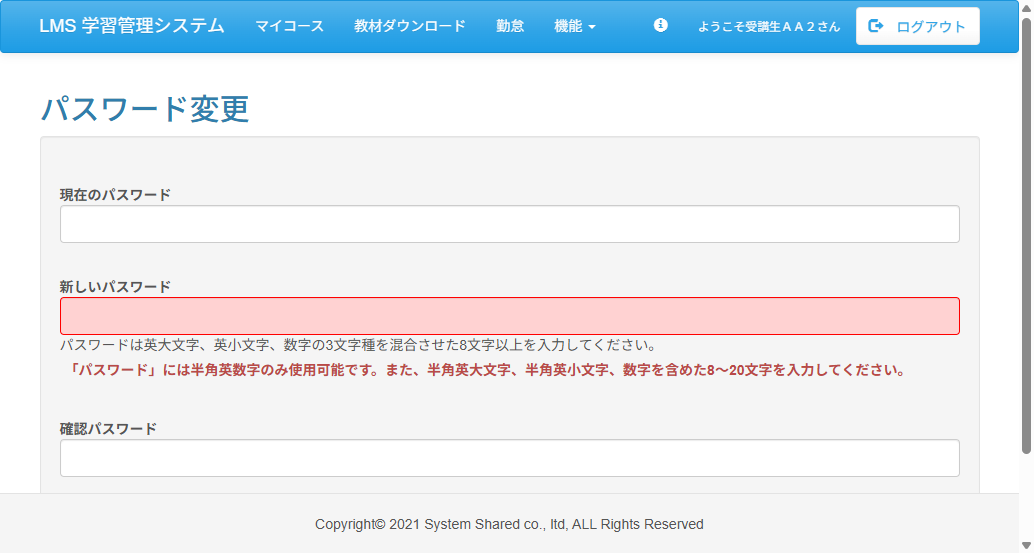 LMS 学習管理システム マイコース 教材ダウンロード 勤怠 機能 ようこそ受講生ＡＡ２さん ログアウト
パスワード変更
現在のパスワード
新しいパスワード
パスワードは英大文字、英小文字、数字の3文字種を混合させた8文字以上を入力してください。
「パスワード」には半角英数字のみ使用可能です。また、半角英大文字、半角英小文字、数字を含めた8～20文字を入力してください。
確認パスワード
Copyright© 2021 System Shared co., ltd, ALL Rights Reserved